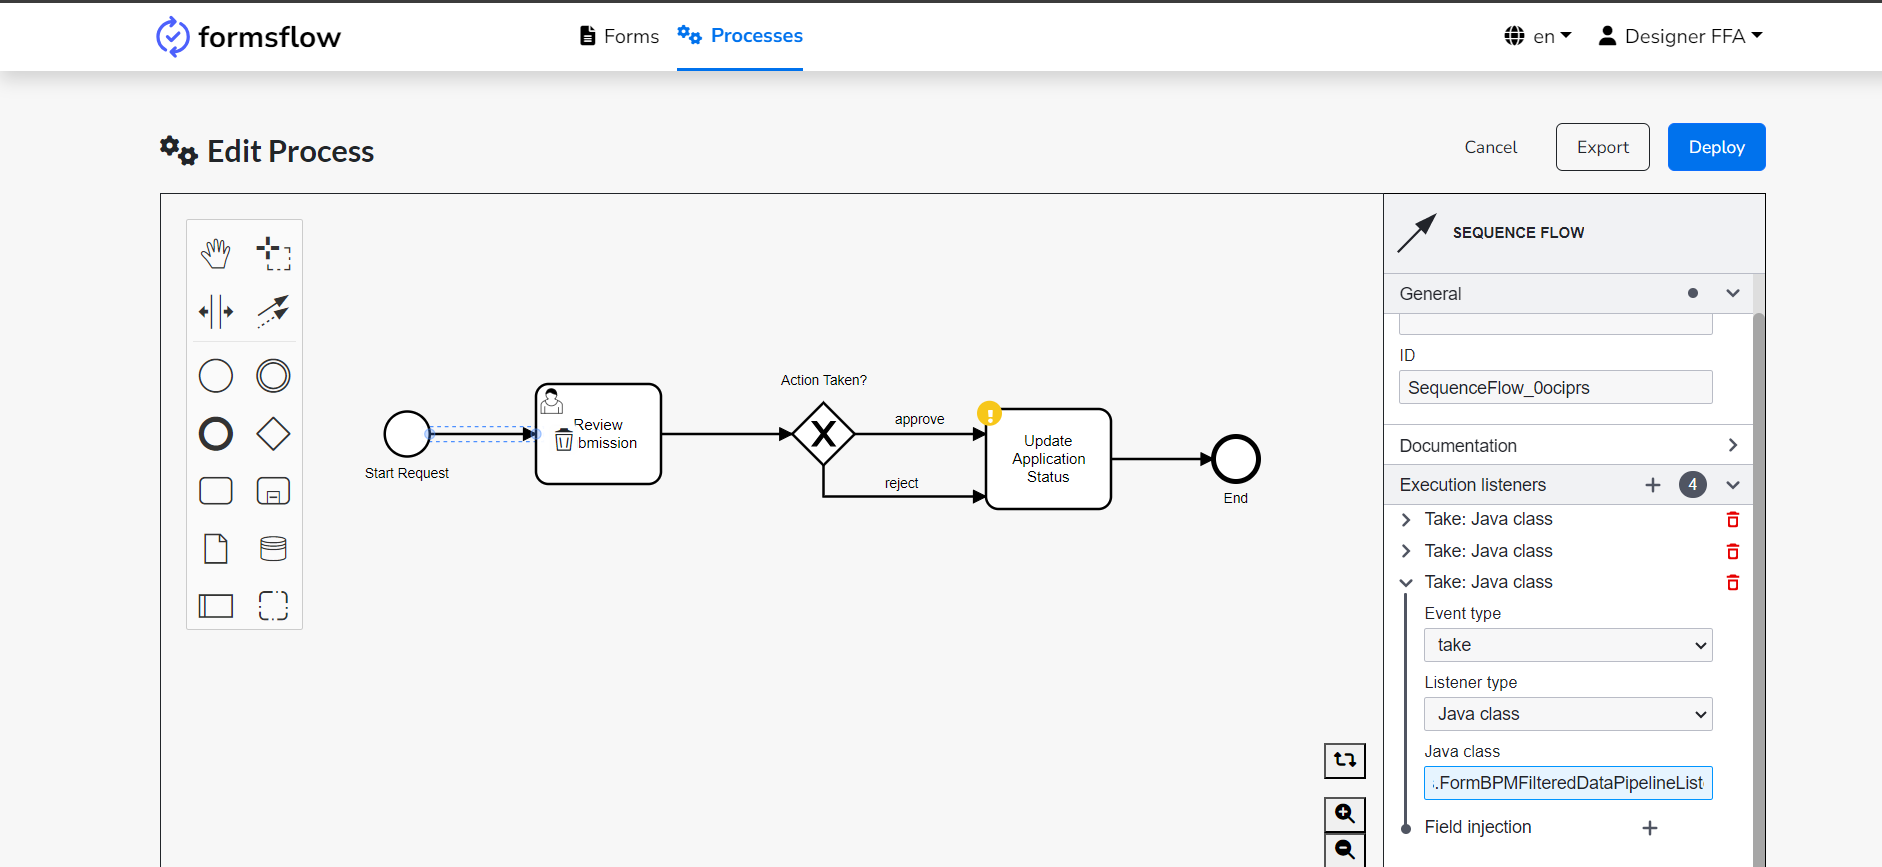 formsflow
Forms
Processes
en
Designer FFA
Edit Process
Cancel
Export
Deploy
SEQUENCE FLOW
General
ID
SequenceFlow_0ociprs
Documentation
Execution listeners
4
Take: Java class
Take: Java class
Take: Java class
Event type
take
Listener type
Java class
Java class
.FormBPMFilteredDataPipelineList
Field injection
Start Request
Review
bmission
Action Taken?
approve
reject
Update
Application
Status
End